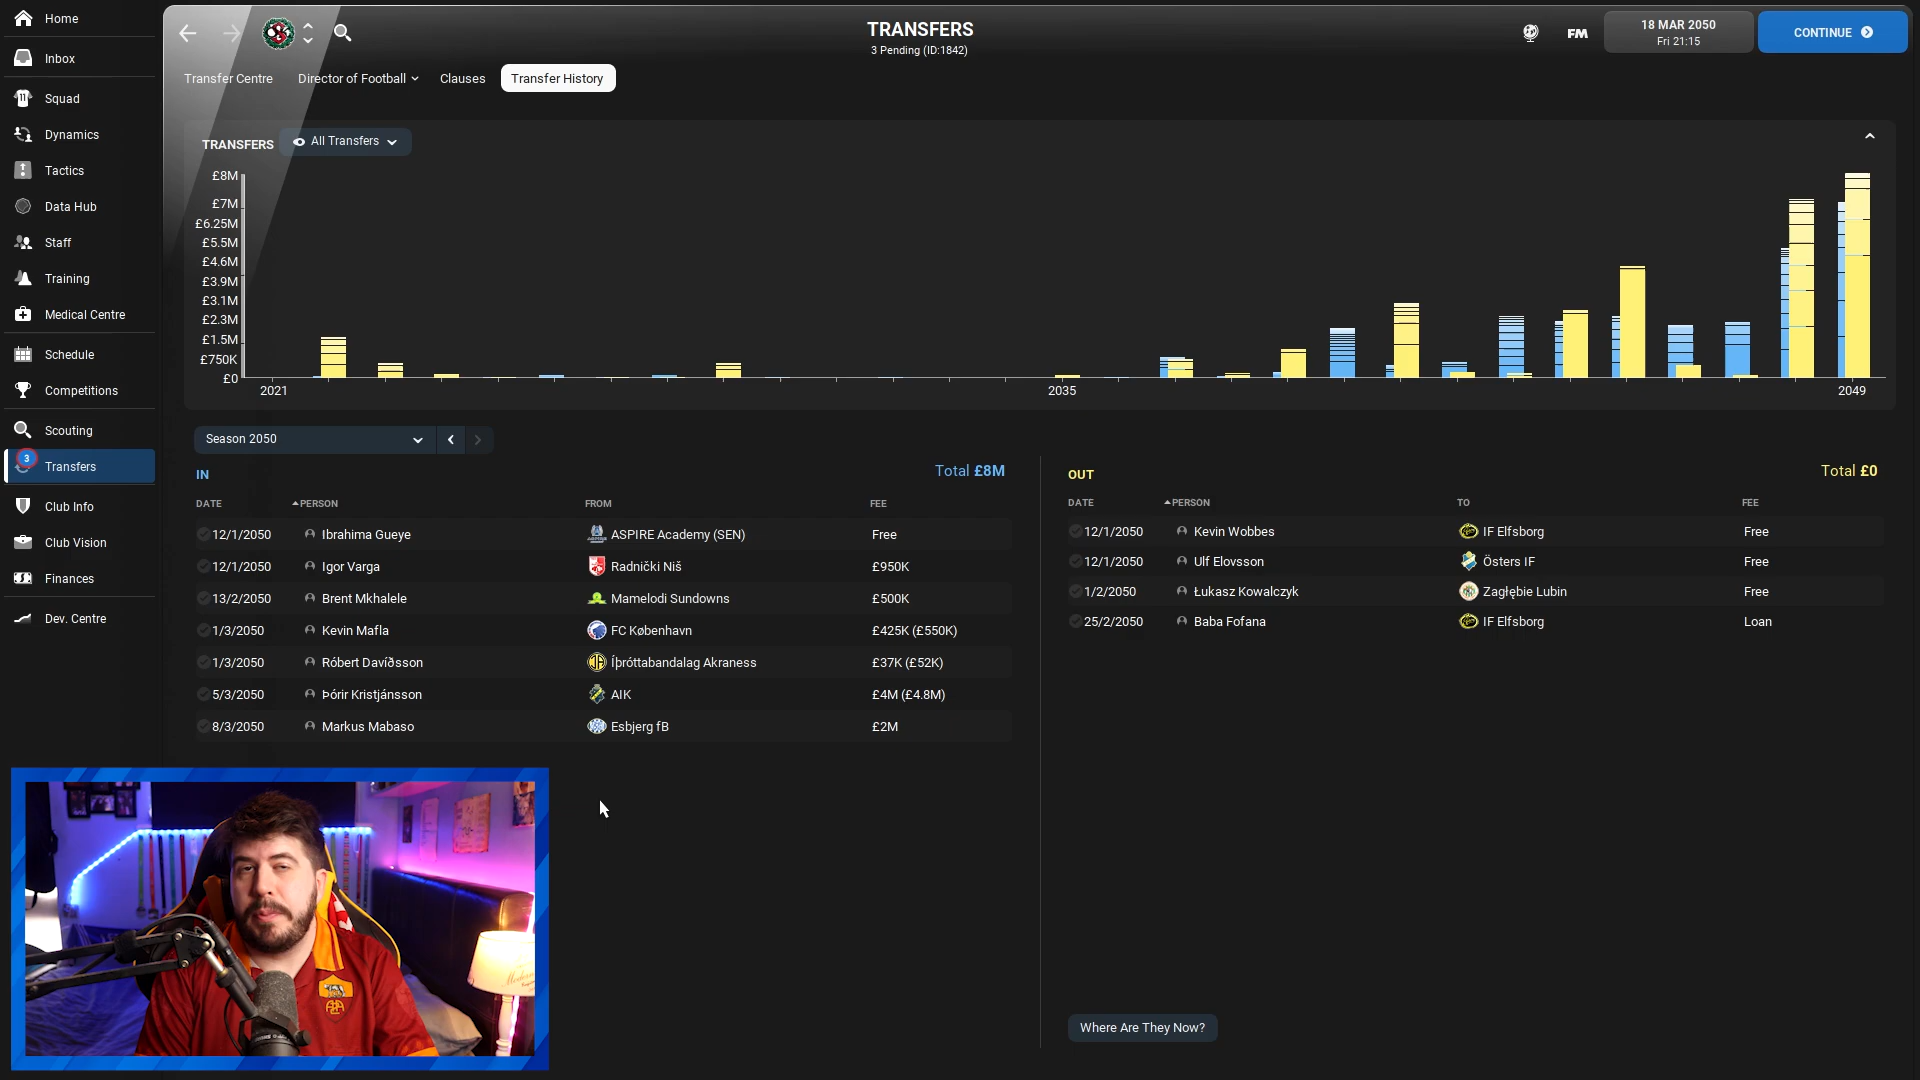 Home
Inbox
Squad
Dynamics
Tactics
Data Hub
Staff
Training
Medical Centre
Schedule
Competitions
Scouting
3
Transfers
Club Info
Club Vision
Finances
Dev. Centre
TRANSFERS
3 Pending (ID:1842)
FM
18 MAR 2050
Fri 21:15
CONTINUE
Transfer Centre
Director of Football
Clauses
Transfer History
TRANSFERS
All Transfers
£8M
£7M
£6.25M
£5.5M
£4.6M
£3.9M
£3.1M
£2.3M
£1.5M
£750K
£0
2021
2035
2049
Season 2050
IN
Total £8M
DATE PERSON FROM FEE
12/1/2050 Ibrahima Gueye ASPIRE Academy (SEN) Free
12/1/2050 Igor Varga Radnički Niš £950K
13/2/2050 Brent Mkhalele Mamelodi Sundowns £500K
1/3/2050 Kevin Mafla FC København £425K (£550K)
1/3/2050 Róbert Davíðsson Íþróttabandalag Akraness £37K (£52K)
5/3/2050 Þórir Kristjánsson AIK £4M (£4.8M)
8/3/2050 Markus Mabaso Esbjerg fB £2M
OUT
Total £0
DATE PERSON TO FEE
12/1/2050 Kevin Wobbes IF Elfsborg Free
12/1/2050 Ulf Elovsson Östers IF Free
1/2/2050 Łukasz Kowalczyk Zagłębie Lubin Free
25/2/2050 Baba Fofana IF Elfsborg Loan
Where Are They Now?